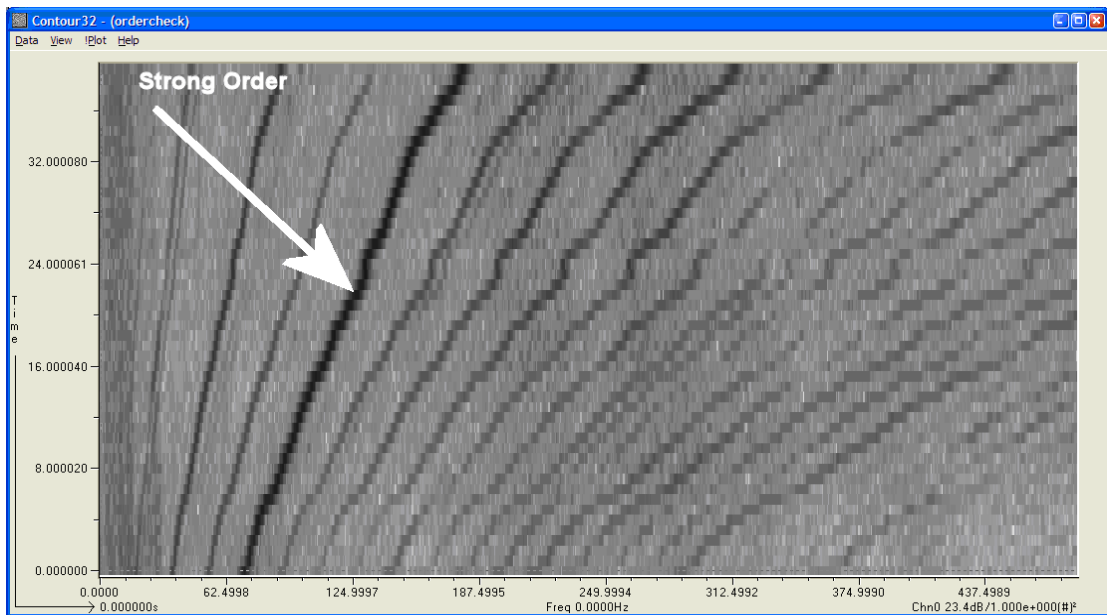 Contour32 - (ordercheck)
Data View !Plot Help
Strong Order
32.000080
24.000061
Time
16.000040
8.000020
0.000000
0.0000 62.4998 124.9997 187.4995 249.9994 312.4992 374.9990 437.4989
0.000000s Freq 0.0000Hz Chn0 23.4dB/1.000e+000(#)²